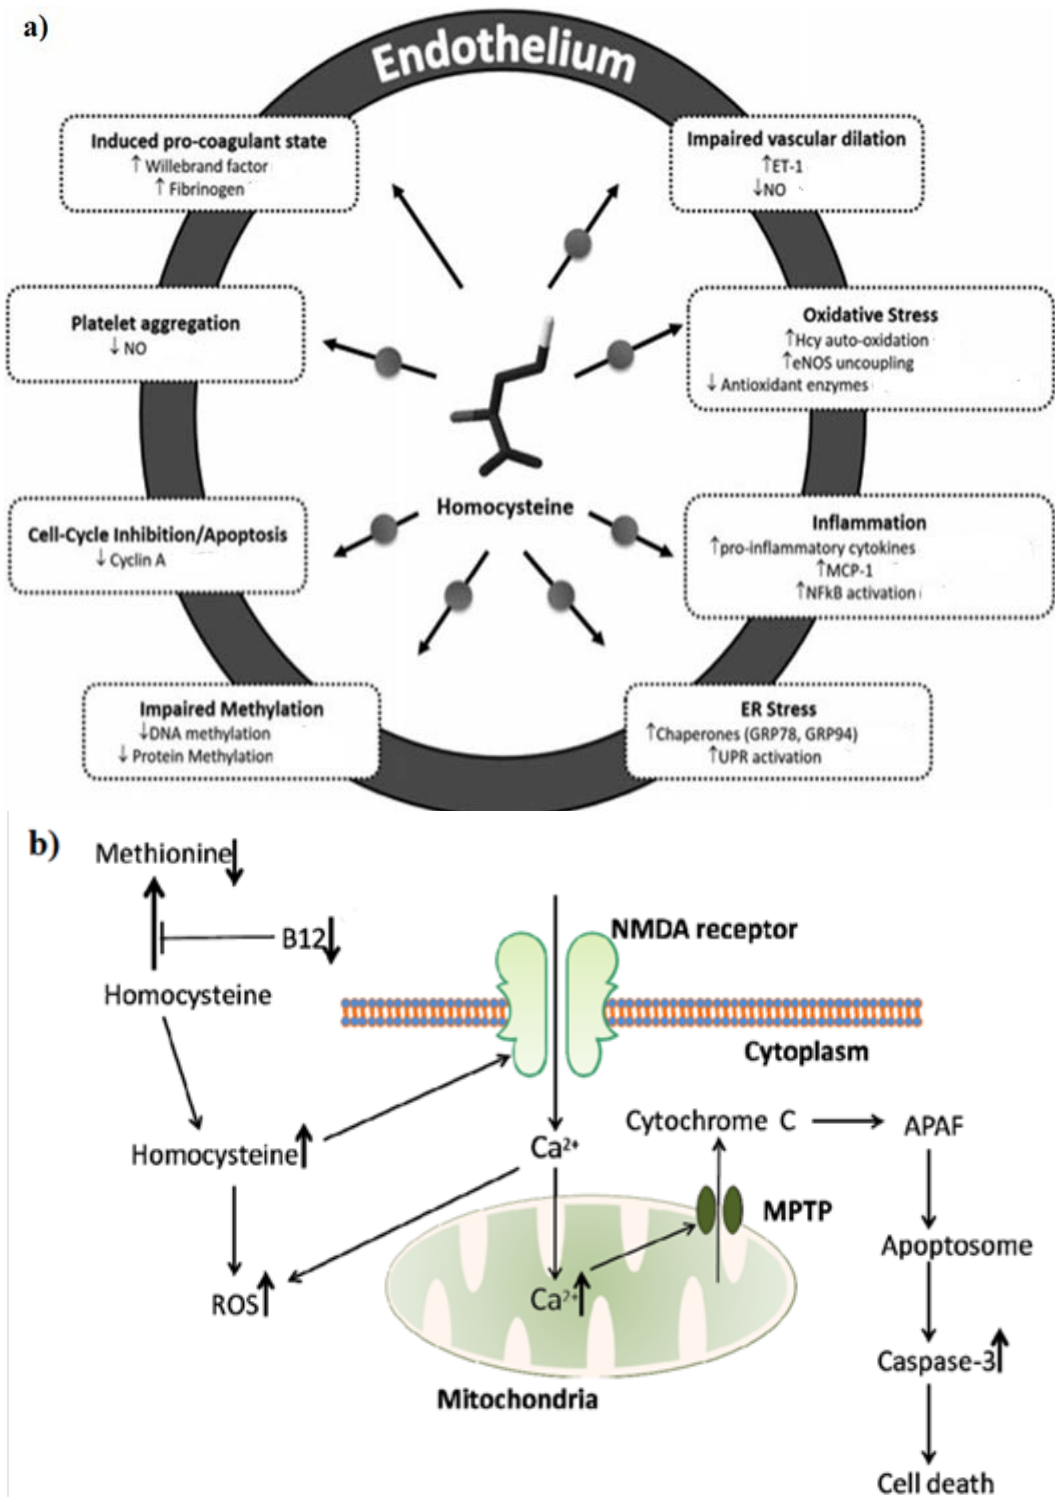 a)
Endothelium
Induced pro-coagulant state
↑ Willebrand factor
↑ Fibrinogen
Impaired vascular dilation
↑ET-1
↓NO
Platelet aggregation
↓ NO
Oxidative Stress
↑Hcy auto-oxidation
↑eNOS uncoupling
↓ Antioxidant enzymes
Homocysteine
Cell-Cycle Inhibition/Apoptosis
↓ Cyclin A
Inflammation
↑pro-inflammatory cytokines
↑MCP-1
↑NFkB activation
Impaired Methylation
↓DNA methylation
↓ Protein Methylation
ER Stress
↑Chaperones (GRP78, GRP94)
↑UPR activation
b)
Methionine↓
B12↓
Homocysteine
NMDA receptor
Cytoplasm
Homocysteine↑
Ca²⁺
Cytochrome C
APAF
MPTP
Apoptosome
ROS↑
Ca²⁺↑
Caspase-3↑
Mitochondria
Cell death